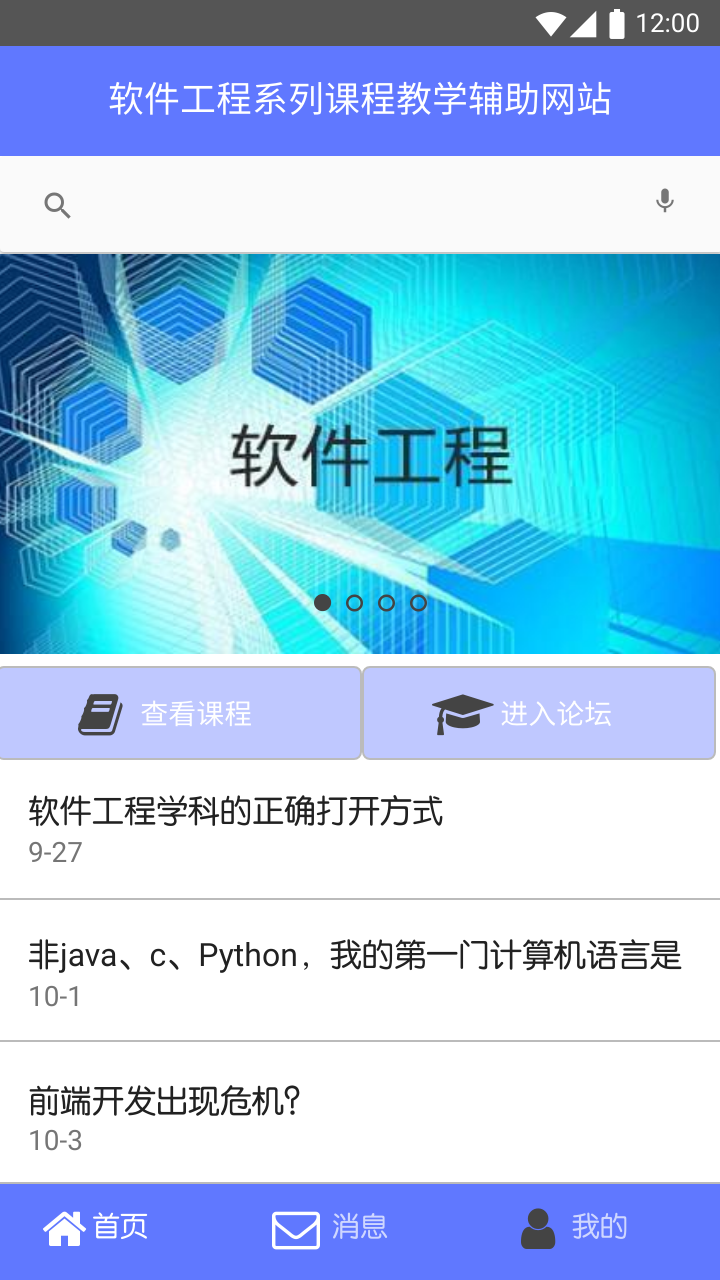 12:00
软件工程系列课程教学辅助网站
软件工程
查看课程
进入论坛
软件工程学科的正确打开方式
9-27
非java、c、Python，我的第一门计算机语言是
10-1
前端开发出现危机？
10-3
首页
消息
我的